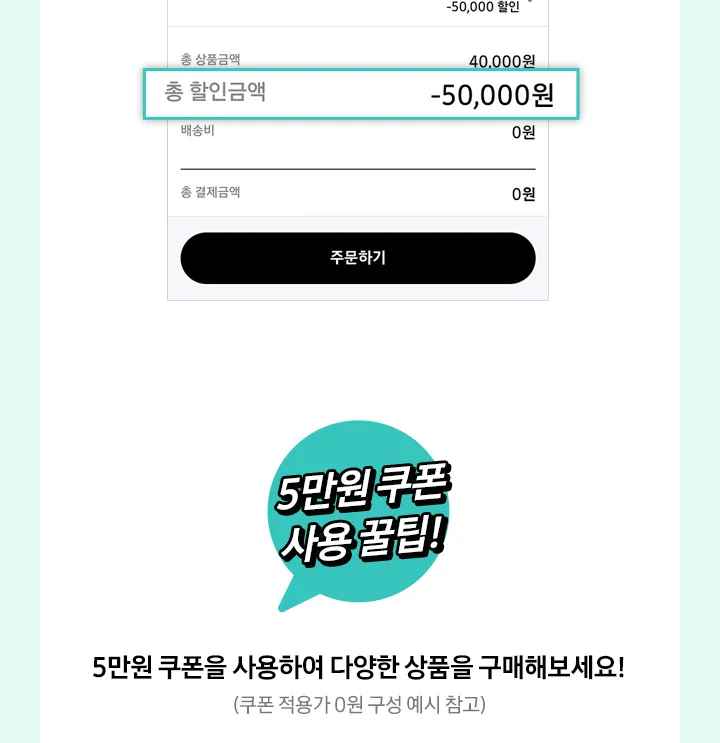 -50,000 할인
총 상품금액 40,000원
총 할인금액 -50,000원
배송비 0원
총 결제금액 0원
주문하기
5만원 쿠폰
사용 꿀팁!
5만원 쿠폰을 사용하여 다양한 상품을 구매해보세요!
(쿠폰 적용가 0원 구성 예시 참고)